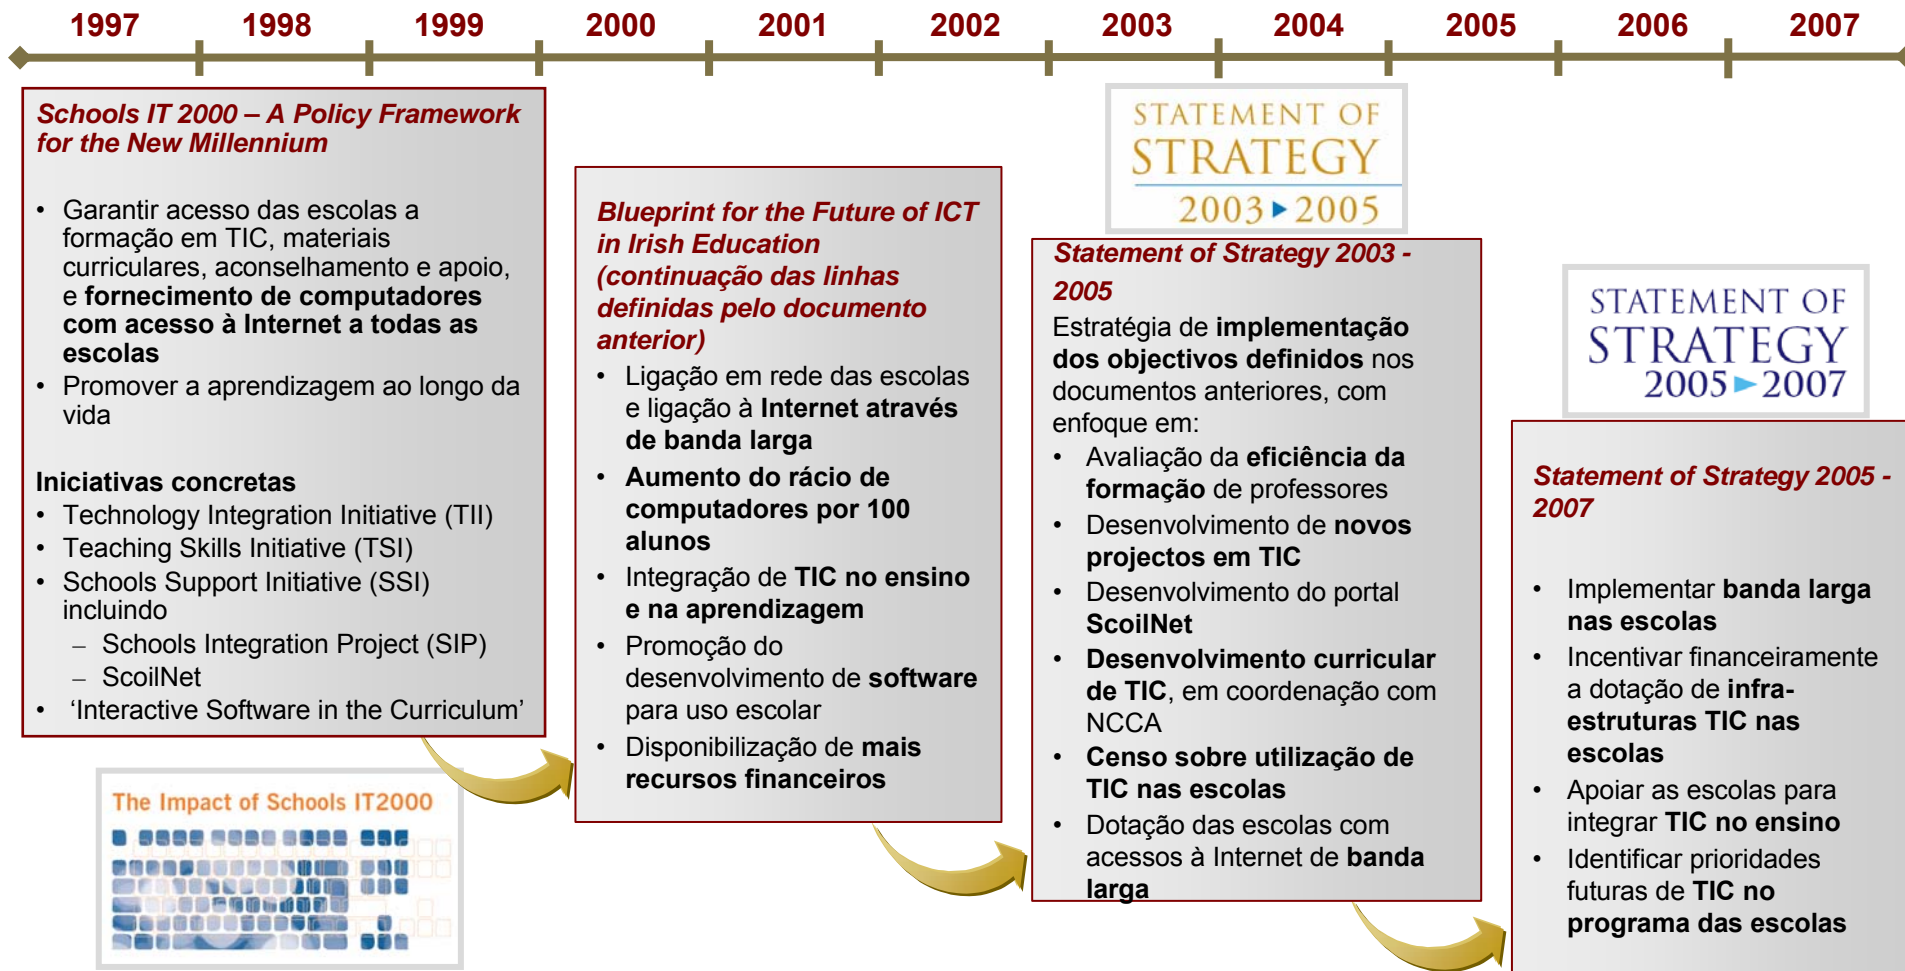 1997 1998 1999 2000 2001 2002 2003 2004 2005 2006 2007
Schools IT 2000 – A Policy Framework
for the New Millennium
• Garantir acesso das escolas a
formação em TIC, materiais
curriculares, aconselhamento e apoio,
e fornecimento de computadores
com acesso à Internet a todas as
escolas
• Promover a aprendizagem ao longo da
vida
Iniciativas concretas
• Technology Integration Initiative (TII)
• Teaching Skills Initiative (TSI)
• Schools Support Initiative (SSI)
incluindo
– Schools Integration Project (SIP)
– ScoilNet
• ‘Interactive Software in the Curriculum’
The Impact of Schools IT2000
Blueprint for the Future of ICT
in Irish Education
(continuação das linhas
definidas pelo documento
anterior)
• Ligação em rede das escolas
e ligação à Internet através
de banda larga
• Aumento do rácio de
computadores por 100
alunos
• Integração de TIC no ensino
e na aprendizagem
• Promoção do
desenvolvimento de software
para uso escolar
• Disponibilização de mais
recursos financeiros
STATEMENT OF
STRATEGY
2003 ▶ 2005
Statement of Strategy 2003 -
2005
Estratégia de implementação
dos objectivos definidos nos
documentos anteriores, com
enfoque em:
• Avaliação da eficiência da
formação de professores
• Desenvolvimento de novos
projectos em TIC
• Desenvolvimento do portal
ScoilNet
• Desenvolvimento curricular
de TIC, em coordenação com
NCCA
• Censo sobre utilização de
TIC nas escolas
• Dotação das escolas com
acessos à Internet de banda
larga
STATEMENT OF
STRATEGY
2005 ▶ 2007
Statement of Strategy 2005 -
2007
• Implementar banda larga
nas escolas
• Incentivar financeiramente
a dotação de infra-
estruturas TIC nas
escolas
• Apoiar as escolas para
integrar TIC no ensino
• Identificar prioridades
futuras de TIC no
programa das escolas